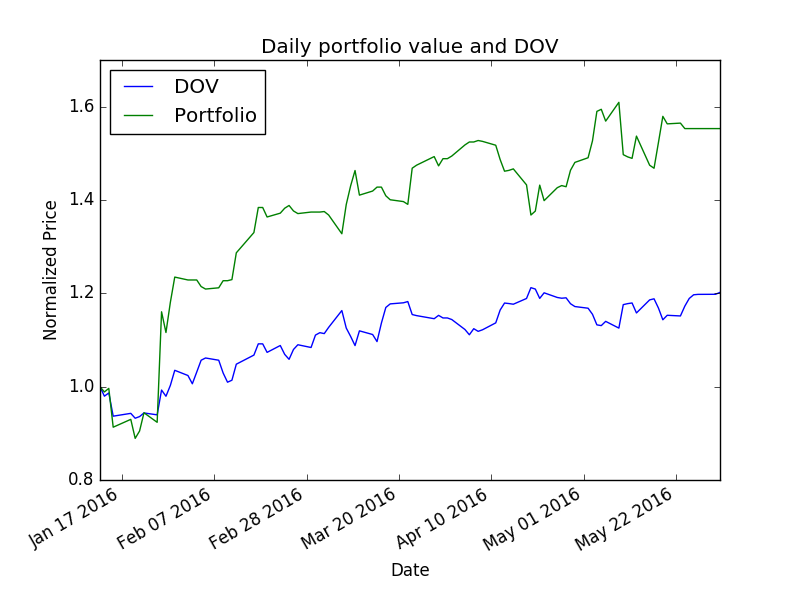 Daily portfolio value and DOV
DOV
Portfolio
1.6
1.4
1.2
1.0
0.8
Normalized Price
Jan 17 2016
Feb 07 2016
Feb 28 2016
Mar 20 2016
Apr 10 2016
May 01 2016
May 22 2016
Date